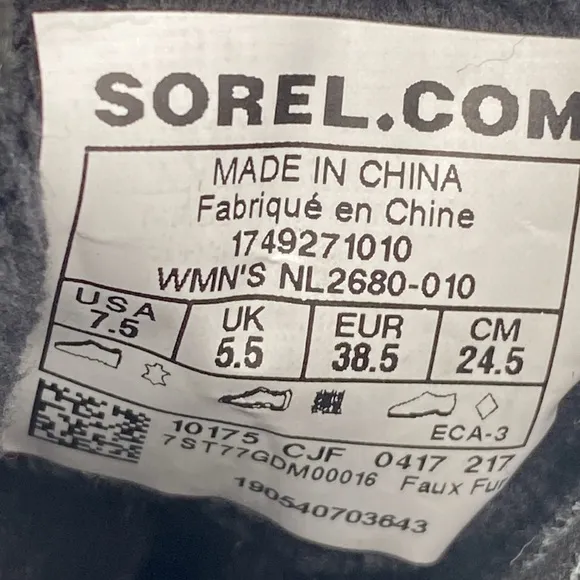 SOREL.COM
MADE IN CHINA
Fabriqué en Chine
1749271010
WMN'S NL2680-010
USA UK EUR CM
7.5 5.5 38.5 24.5
ECA-3
10175 CJF 0417 217
7ST77GDM00016 Faux Fur
190540703643